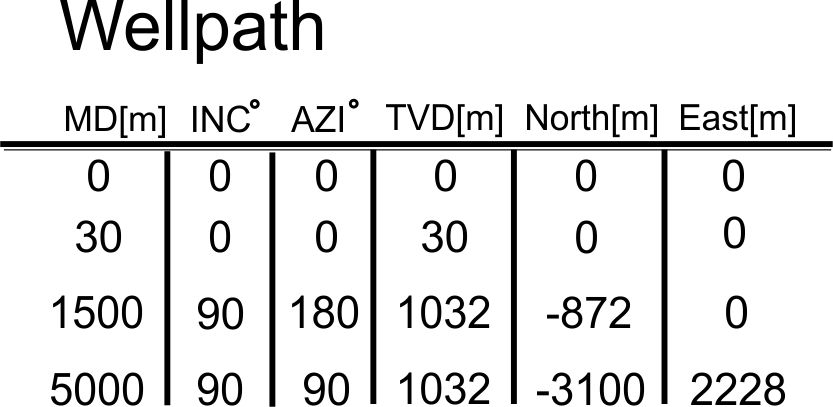 Wellpath
MD[m] INC° AZI° TVD[m] North[m] East[m]
0 0 0 0 0 0
30 0 0 30 0 0
1500 90 180 1032 -872 0
5000 90 90 1032 -3100 2228